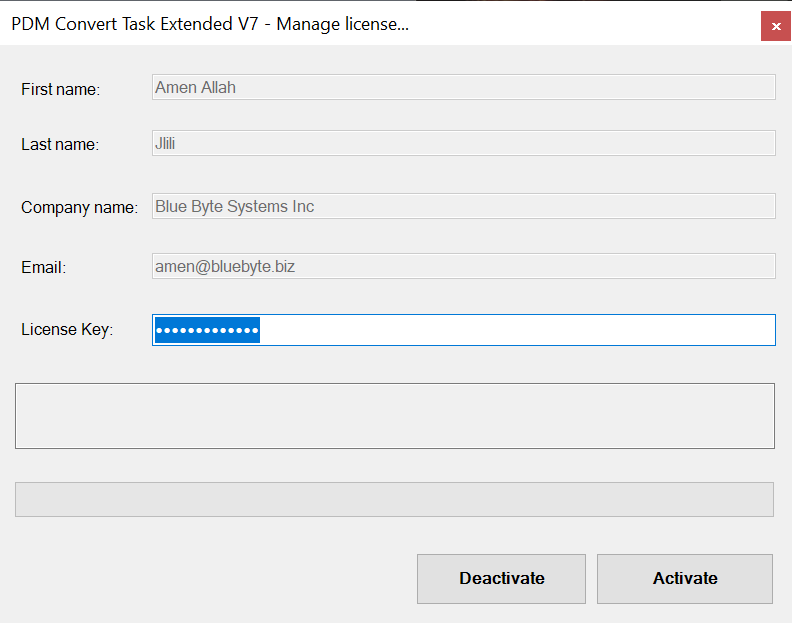 PDM Convert Task Extended V7 - Manage license...
First name: Amen Allah
Last name: Jlili
Company name: Blue Byte Systems Inc
Email: amen@bluebyte.biz
License Key: •••••••••••••
Deactivate Activate